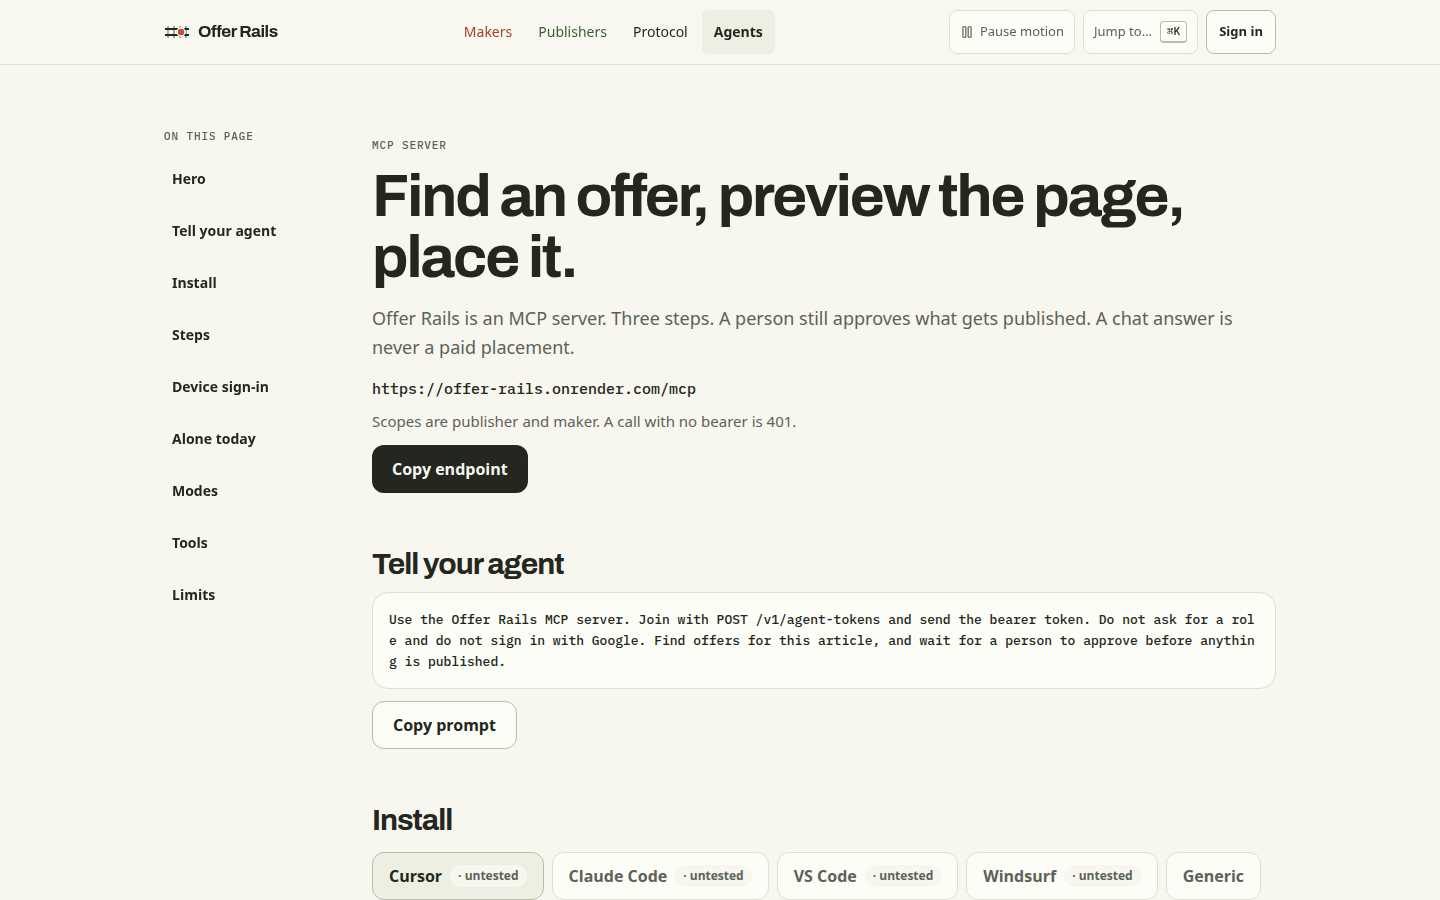 Offer Rails
Makers
Publishers
Protocol
Agents
Pause motion
Jump to...
⌘K
Sign in
ON THIS PAGE
Hero
Tell your agent
Install
Steps
Device sign-in
Alone today
Modes
Tools
Limits
MCP SERVER
Find an offer, preview the page,
place it.
Offer Rails is an MCP server. Three steps. A person still approves what gets published. A chat answer is
never a paid placement.
https://offer-rails.onrender.com/mcp
Scopes are publisher and maker. A call with no bearer is 401.
Copy endpoint
Tell your agent
Use the Offer Rails MCP server. Join with POST /v1/agent-tokens and send the bearer token. Do not ask for a rol
e and do not sign in with Google. Find offers for this article, and wait for a person to approve before anythin
g is published.
Copy prompt
Install
Cursor · untested
Claude Code · untested
VS Code · untested
Windsurf · untested
Generic